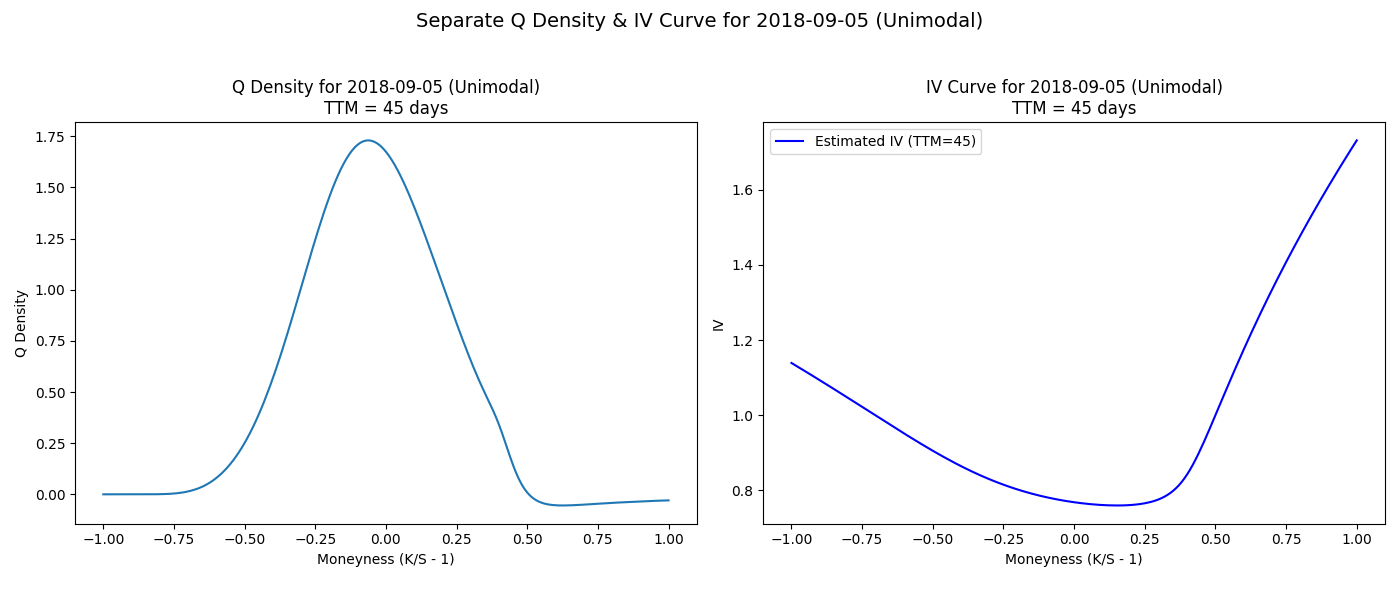 Separate Q Density & IV Curve for 2018-09-05 (Unimodal)
Q Density for 2018-09-05 (Unimodal)
TTM = 45 days
1.75
1.50
1.25
1.00
0.75
0.50
0.25
0.00
Q Density
−1.00 −0.75 −0.50 −0.25 0.00 0.25 0.50 0.75 1.00
Moneyness (K/S - 1)
IV Curve for 2018-09-05 (Unimodal)
TTM = 45 days
Estimated IV (TTM=45)
1.6
1.4
1.2
1.0
0.8
IV
−1.00 −0.75 −0.50 −0.25 0.00 0.25 0.50 0.75 1.00
Moneyness (K/S - 1)